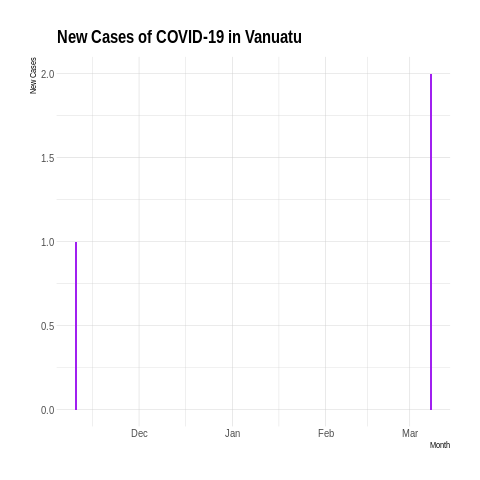 New Cases of COVID-19 in Vanuatu
New Cases
2.0
1.5
1.0
0.5
0.0
Dec Jan Feb Mar
Month